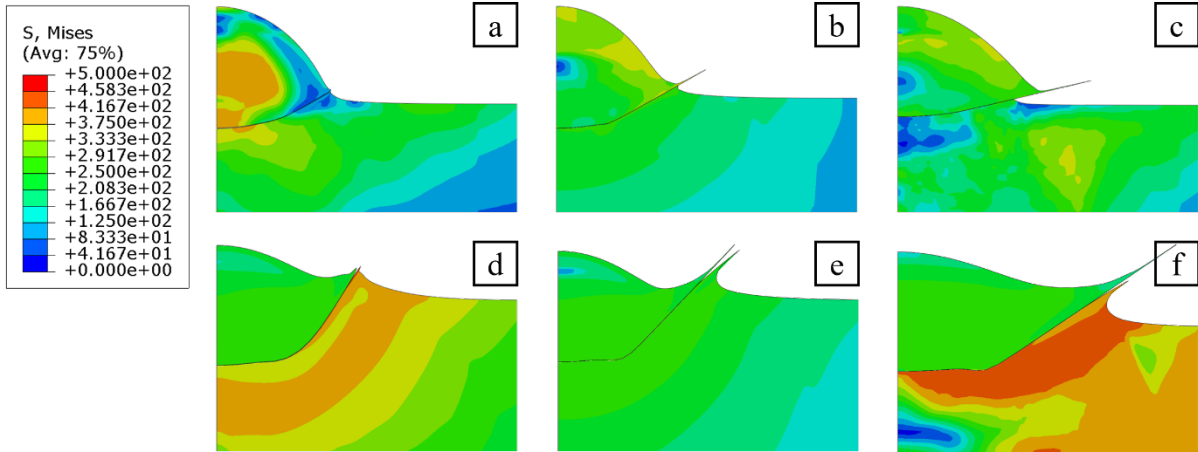 S, Mises
(Avg: 75%)
+5.000e+02
+4.583e+02
+4.167e+02
+3.750e+02
+3.333e+02
+2.917e+02
+2.500e+02
+2.083e+02
+1.667e+02
+1.250e+02
+8.333e+01
+4.167e+01
+0.000e+00
a
b
c
d
e
f